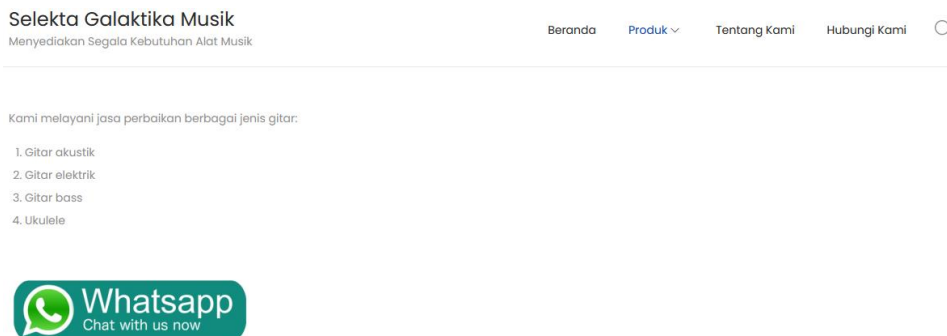 Selekta Galaktika Musik
Menyediakan Segala Kebutuhan Alat Musik
Beranda Produk Tentang Kami Hubungi Kami
Kami melayani jasa perbaikan berbagai jenis gitar:
1. Gitar akustik
2. Gitar elektrik
3. Gitar bass
4. Ukulele
Whatsapp
Chat with us now